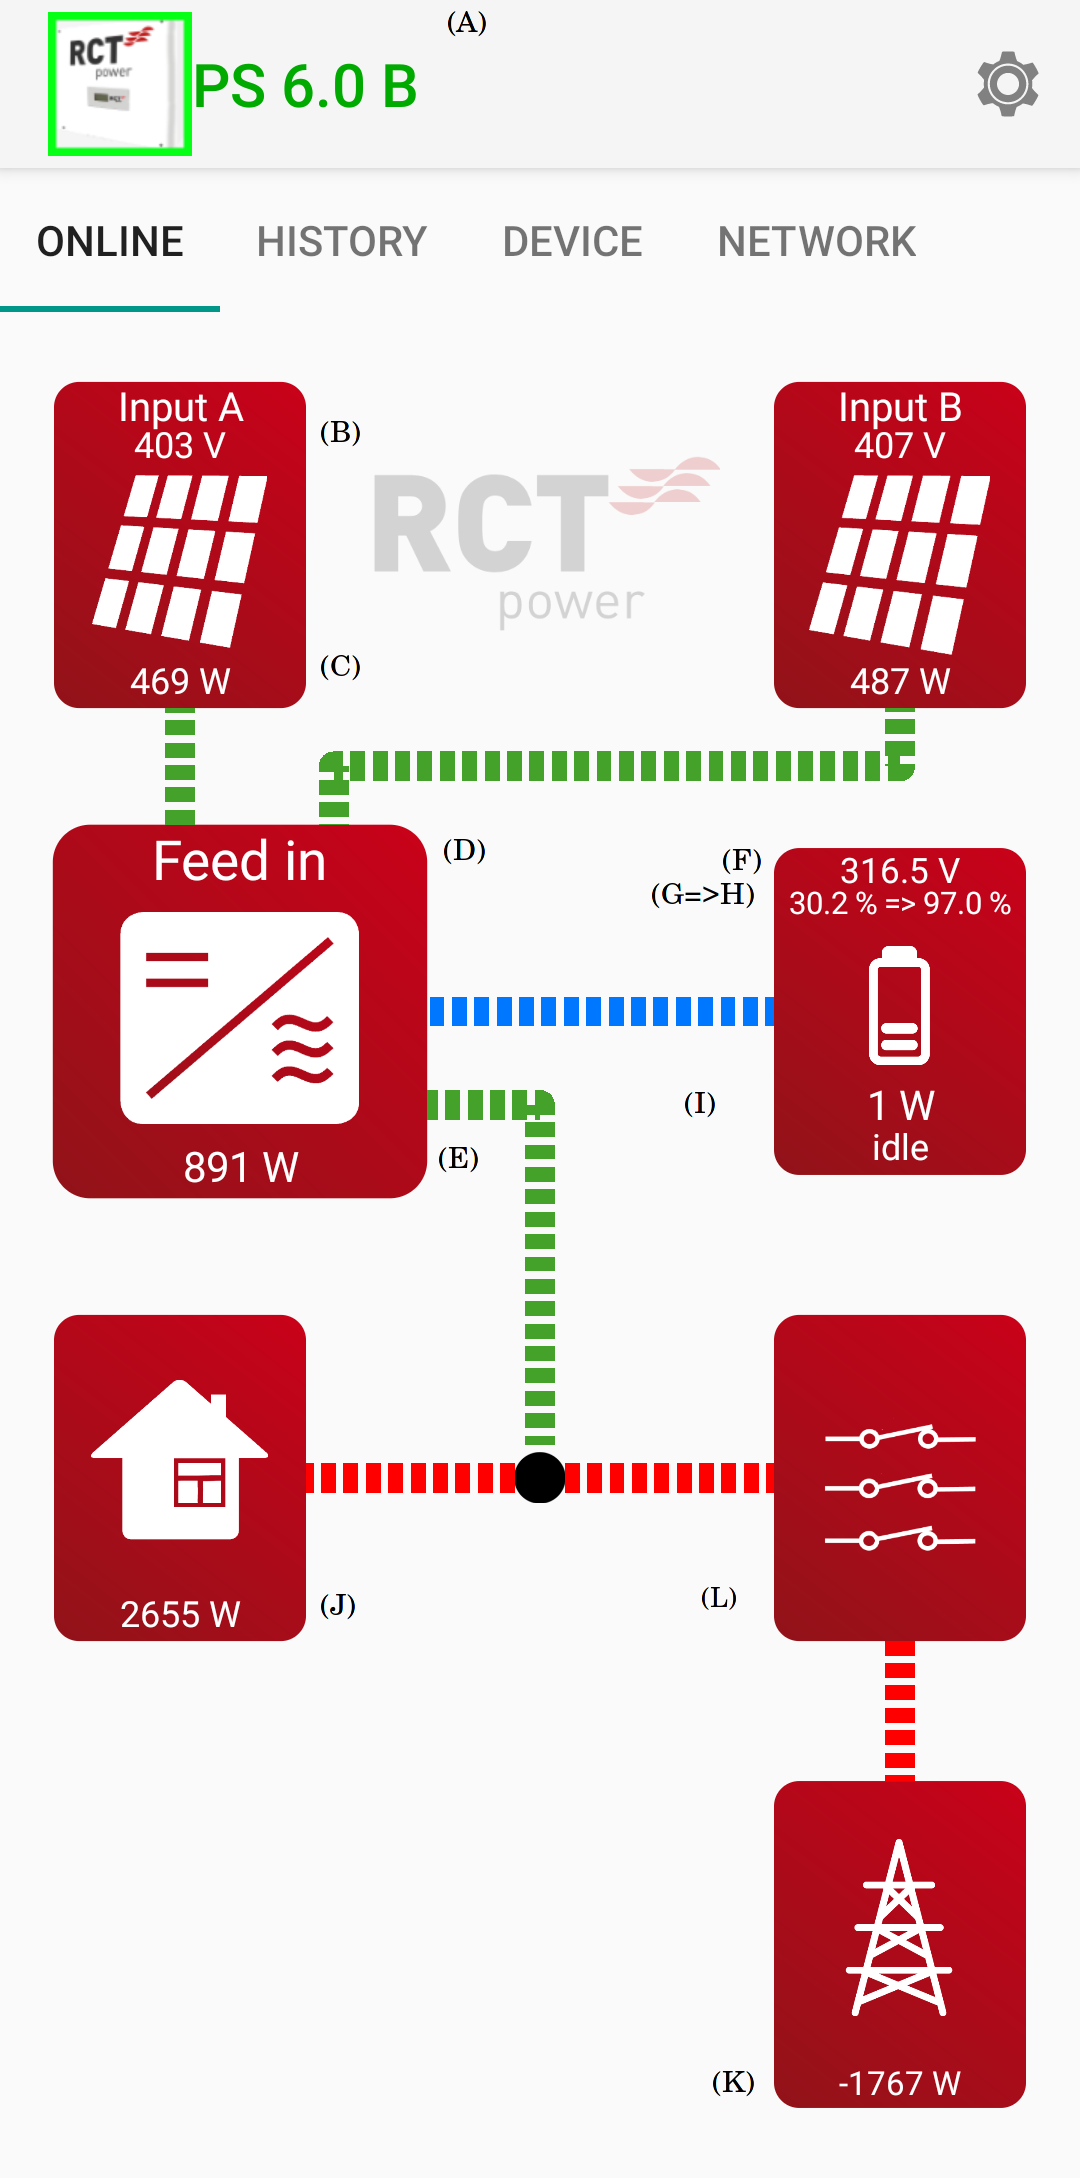 (A)
RCT
power
PS 6.0 B
ONLINE HISTORY DEVICE NETWORK
Input A
403 V
(B)
RCT
power
Input B
407 V
469 W
(C)
487 W
Feed in
(D)
(F)
316.5 V
(G=>H)
30.2 % => 97.0 %
(I)
1 W
idle
891 W
(E)
2655 W
(J)
(L)
(K)
-1767 W